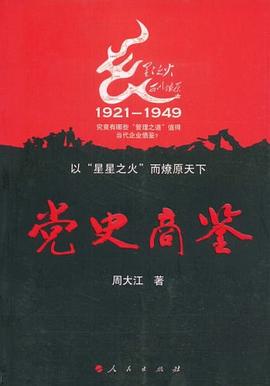 星星之火
可以燎原
1921—1949
究竟有哪些“管理之道”值得
当代企业借鉴？
以“星星之火”而燎原天下
党史商鉴
周大江 著
人民出版社